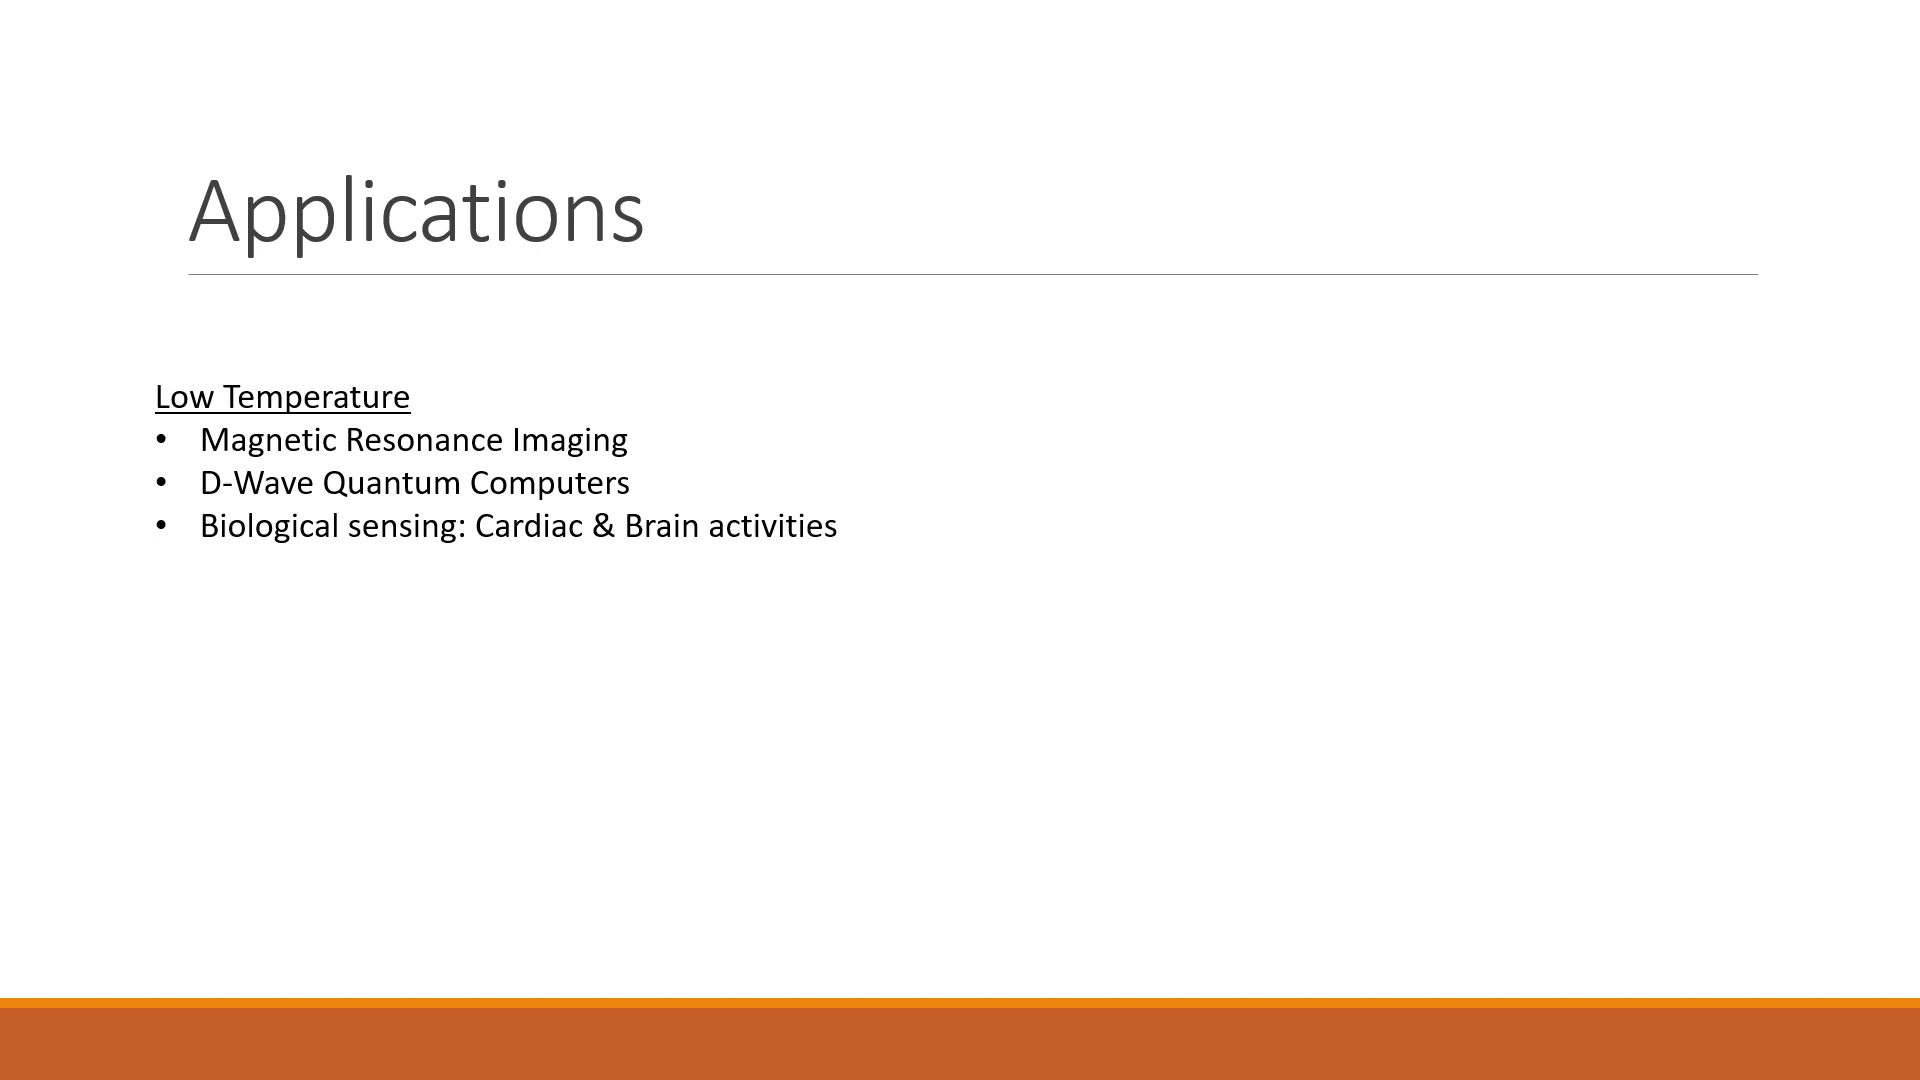 Applications
Low Temperature
• Magnetic Resonance Imaging
• D-Wave Quantum Computers
• Biological sensing: Cardiac & Brain activities